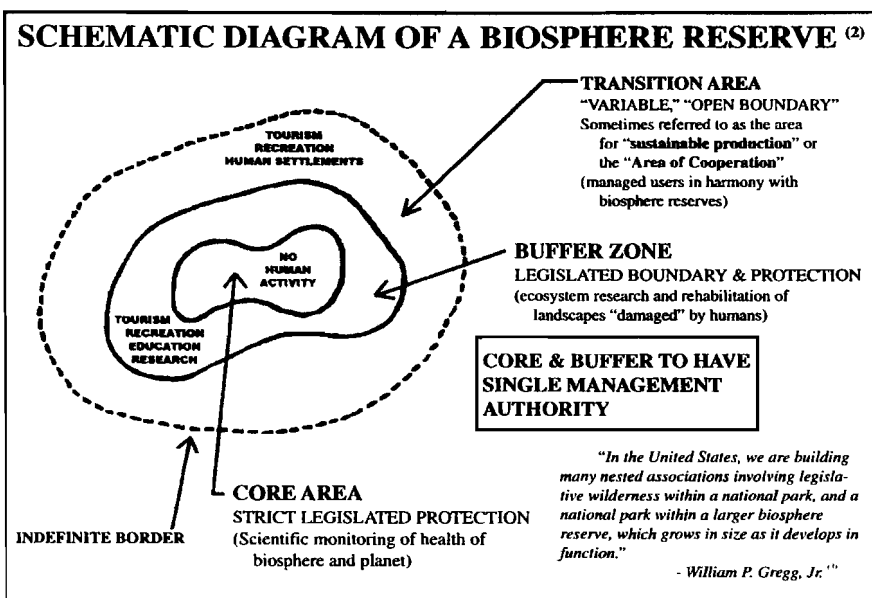 SCHEMATIC DIAGRAM OF A BIOSPHERE RESERVE (2)
TRANSITION AREA
"VARIABLE," "OPEN BOUNDARY"
Sometimes referred to as the area
for "sustainable production" or
the "Area of Cooperation"
(managed users in harmony with
biosphere reserves)
TOURISM
RECREATION
HUMAN SETTLEMENTS
NO
HUMAN
ACTIVITY
BUFFER ZONE
LEGISLATED BOUNDARY & PROTECTION
(ecosystem research and rehabilitation of
landscapes "damaged" by humans)
TOURISM
RECREATION
EDUCATION
RESEARCH
CORE & BUFFER TO HAVE
SINGLE MANAGEMENT
AUTHORITY
CORE AREA
STRICT LEGISLATED PROTECTION
(Scientific monitoring of health of
biosphere and planet)
INDEFINITE BORDER
"In the United States, we are building
many nested associations involving legisla-
tive wilderness within a national park, and a
national park within a larger biosphere
reserve, which grows in size as it develops in
function."
- William P. Gregg, Jr.